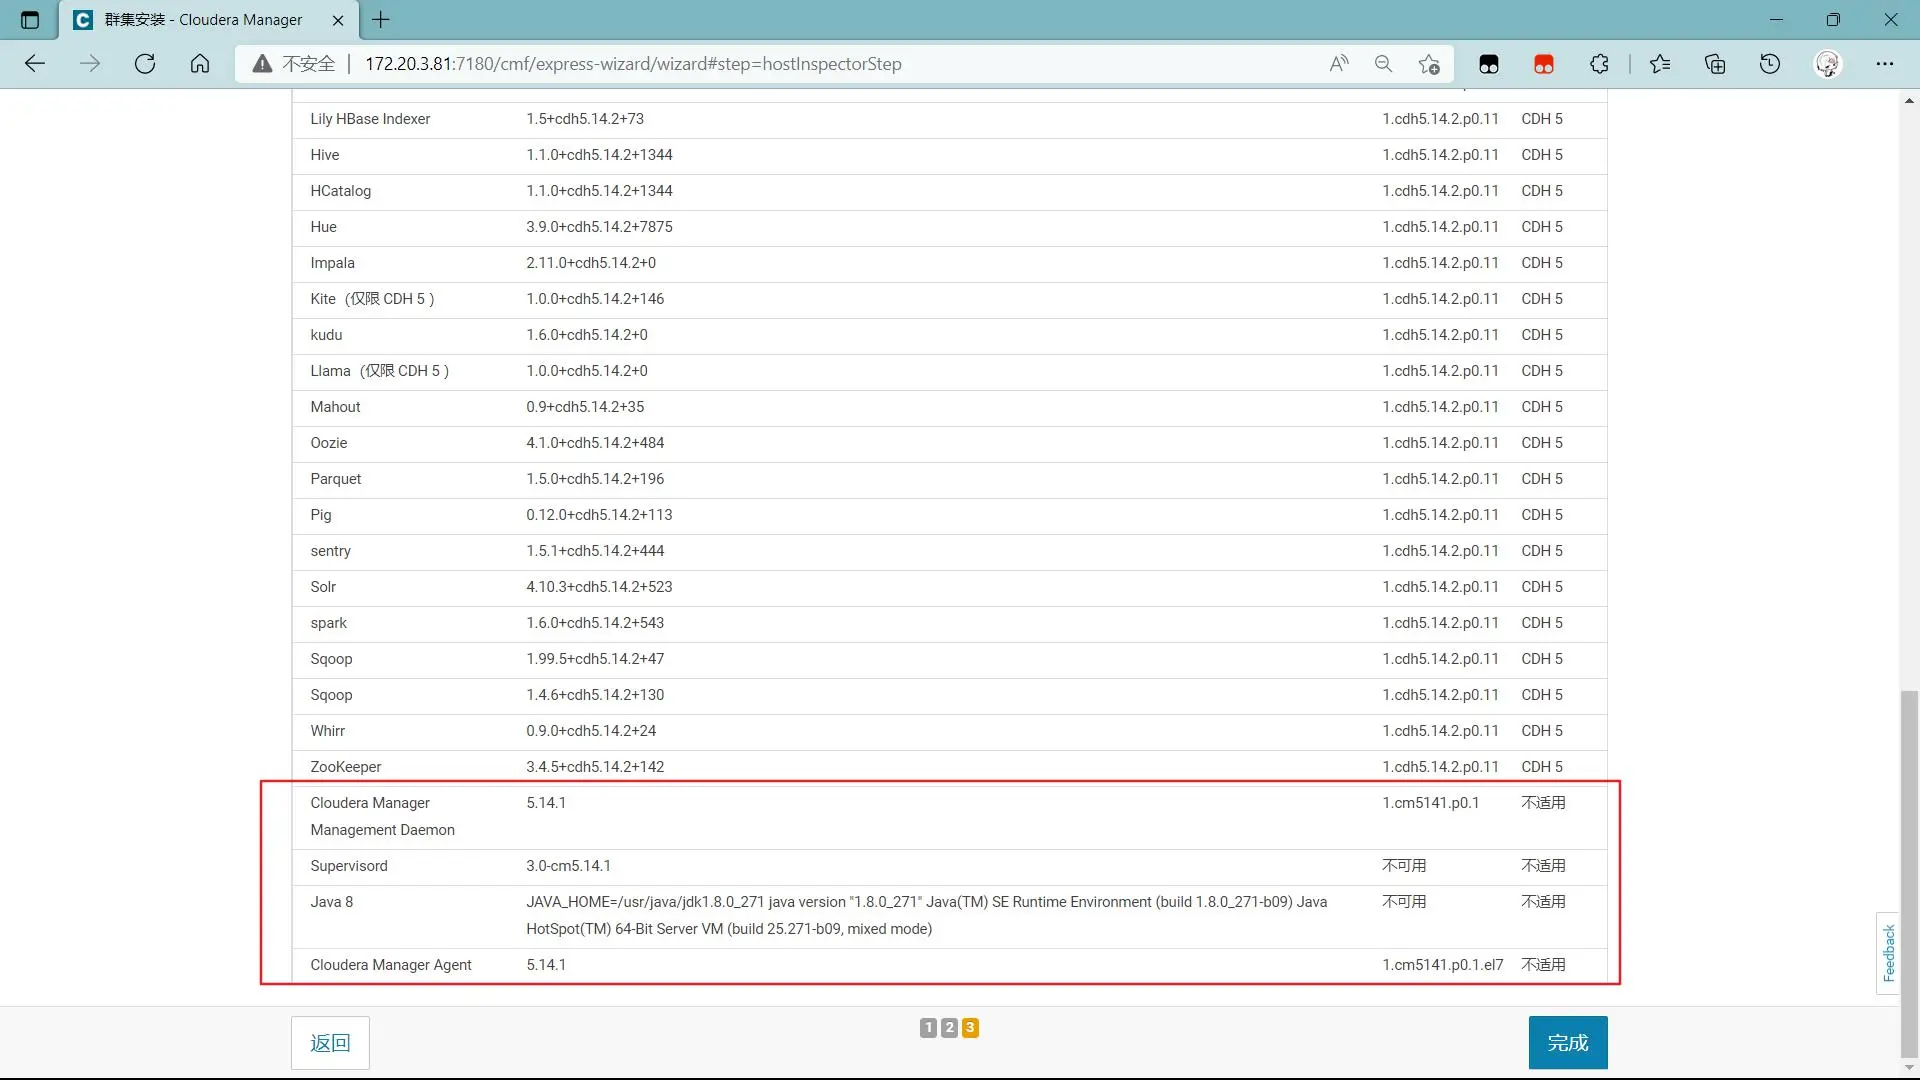 群集安装 - Cloudera Manager
不安全 | 172.20.3.81:7180/cmf/express-wizard/wizard#step=hostInspectorStep
Lily HBase Indexer 1.5+cdh5.14.2+73 1.cdh5.14.2.p0.11 CDH 5
Hive 1.1.0+cdh5.14.2+1344 1.cdh5.14.2.p0.11 CDH 5
HCatalog 1.1.0+cdh5.14.2+1344 1.cdh5.14.2.p0.11 CDH 5
Hue 3.9.0+cdh5.14.2+7875 1.cdh5.14.2.p0.11 CDH 5
Impala 2.11.0+cdh5.14.2+0 1.cdh5.14.2.p0.11 CDH 5
Kite（仅限 CDH 5 ) 1.0.0+cdh5.14.2+146 1.cdh5.14.2.p0.11 CDH 5
kudu 1.6.0+cdh5.14.2+0 1.cdh5.14.2.p0.11 CDH 5
Llama（仅限 CDH 5 ) 1.0.0+cdh5.14.2+0 1.cdh5.14.2.p0.11 CDH 5
Mahout 0.9+cdh5.14.2+35 1.cdh5.14.2.p0.11 CDH 5
Oozie 4.1.0+cdh5.14.2+484 1.cdh5.14.2.p0.11 CDH 5
Parquet 1.5.0+cdh5.14.2+196 1.cdh5.14.2.p0.11 CDH 5
Pig 0.12.0+cdh5.14.2+113 1.cdh5.14.2.p0.11 CDH 5
sentry 1.5.1+cdh5.14.2+444 1.cdh5.14.2.p0.11 CDH 5
Solr 4.10.3+cdh5.14.2+523 1.cdh5.14.2.p0.11 CDH 5
spark 1.6.0+cdh5.14.2+543 1.cdh5.14.2.p0.11 CDH 5
Sqoop 1.99.5+cdh5.14.2+47 1.cdh5.14.2.p0.11 CDH 5
Sqoop 1.4.6+cdh5.14.2+130 1.cdh5.14.2.p0.11 CDH 5
Whirr 0.9.0+cdh5.14.2+24 1.cdh5.14.2.p0.11 CDH 5
ZooKeeper 3.4.5+cdh5.14.2+142 1.cdh5.14.2.p0.11 CDH 5
Cloudera Manager 5.14.1 1.cm5141.p0.1 不适用
Management Daemon
Supervisord 3.0-cm5.14.1 不可用 不适用
Java 8 JAVA_HOME=/usr/java/jdk1.8.0_271 java version "1.8.0_271" Java(TM) SE Runtime Environment (build 1.8.0_271-b09) Java 不可用 不适用
HotSpot(TM) 64-Bit Server VM (build 25.271-b09, mixed mode)
Cloudera Manager Agent 5.14.1 1.cm5141.p0.1.el7 不适用
Feedback
返回 1 2 3 完成